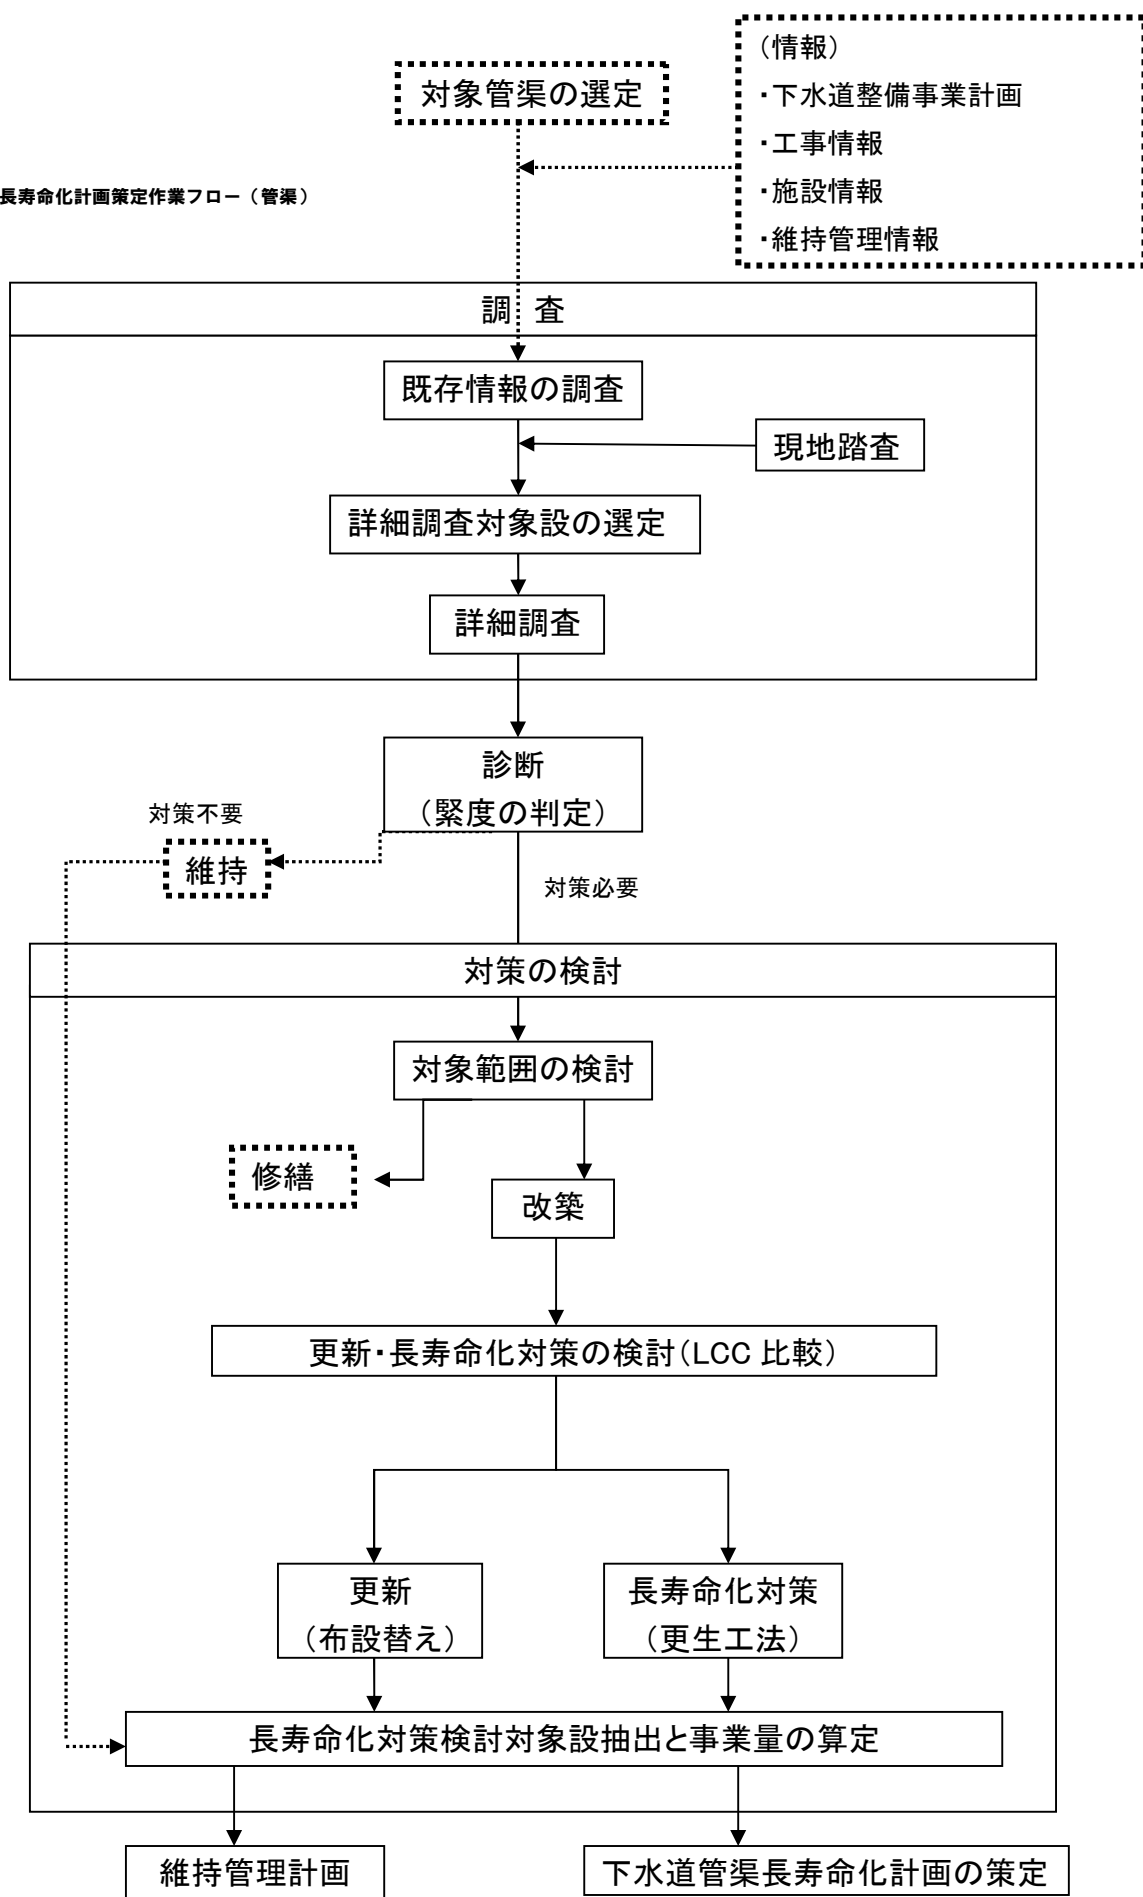 （情報）
対象管渠の選定
・下水道整備事業計画
・工事情報
長寿命化計画策定作業フロー（管渠）
・施設情報
・維持管理情報
調　査
既存情報の調査
現地踏査
詳細調査対象設の選定
詳細調査
診断
（緊度の判定）
対策不要
維持
対策必要
対策の検討
対象範囲の検討
修繕
改築
更新・長寿命化対策の検討（LCC 比較）
更新
（布設替え）
長寿命化対策
（更生工法）
長寿命化対策検討対象設抽出と事業量の算定
維持管理計画
下水道管渠長寿命化計画の策定